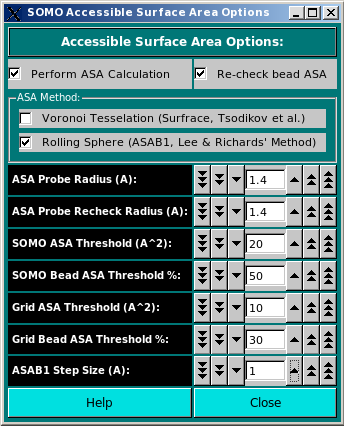 SOMO Accessible Surface Area Options
Accessible Surface Area Options:
Perform ASA Calculation
Re-check bead ASA
ASA Method:
Voronoi Tesselation (Surfrace, Tsodikov et al.)
Rolling Sphere (ASAB1, Lee & Richards' Method)
ASA Probe Radius (A): 1.4
ASA Probe Recheck Radius (A): 1.4
SOMO ASA Threshold (A^2): 20
SOMO Bead ASA Threshold %: 50
Grid ASA Threshold (A^2): 10
Grid Bead ASA Threshold %: 30
ASAB1 Step Size (A): 1
Help Close